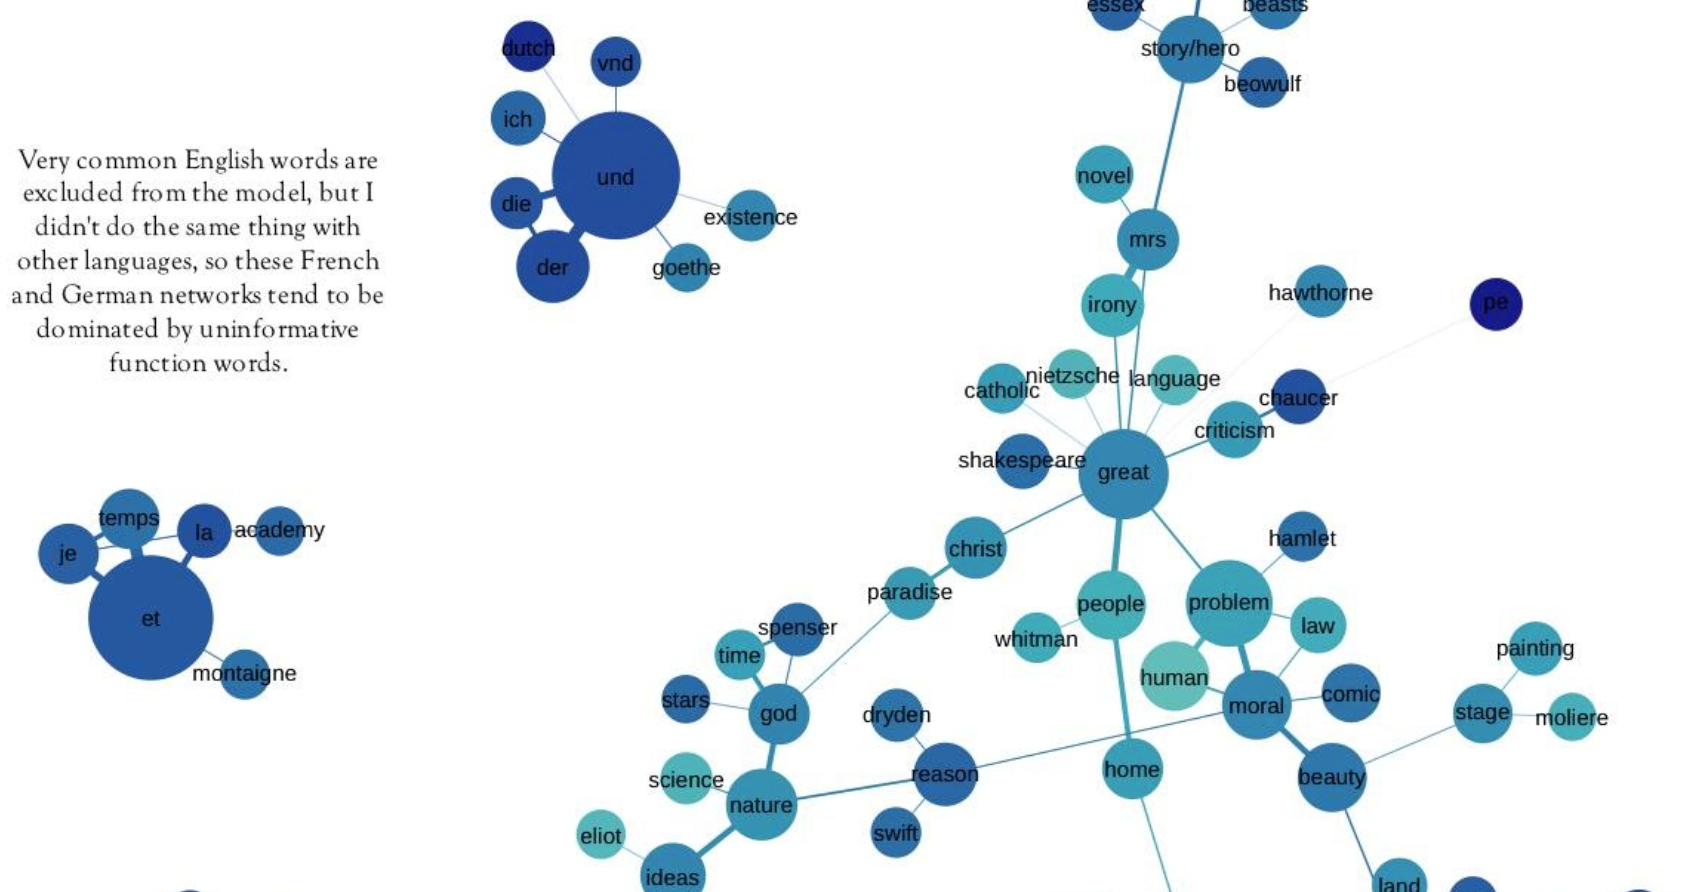 essex
beasts
story/hero
beowulf
dutch
vnd
ich
und
die
existence
der
goethe
Very common English words are
excluded from the model, but I
didn't do the same thing with
other languages, so these French
and German networks tend to be
dominated by uninformative
function words.
novel
mrs
irony
hawthorne
pe
nietzsche
language
catholic
chaucer
criticism
shakespeare
great
temps
la
academy
je
et
montaigne
christ
hamlet
paradise
people
problem
spenser
whitman
law
time
painting
human
stars
god
dryden
moral
comic
stage
moliere
science
reason
home
beauty
nature
eliot
swift
ideas
land